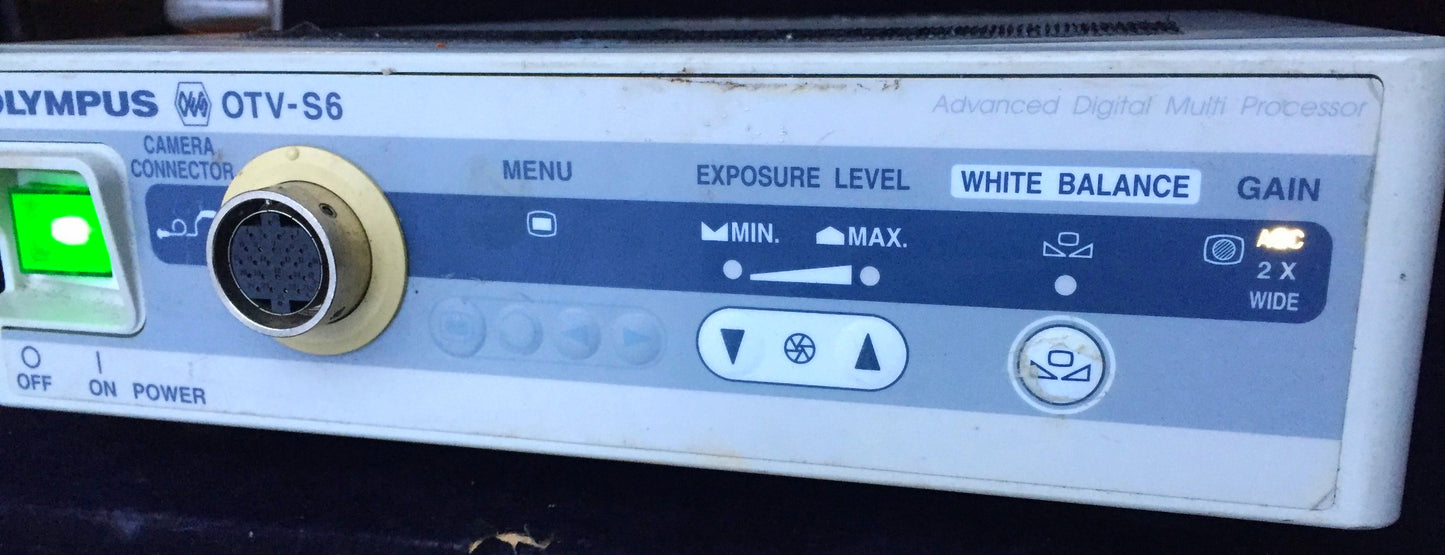 OLYMPUS OWG OTV-S6
Advanced Digital Multi Processor
CAMERA
CONNECTOR
MENU
EXPOSURE LEVEL
WHITE BALANCE
GAIN
MIN. MAX.
AGC
2 X
WIDE
O I
OFF ON POWER